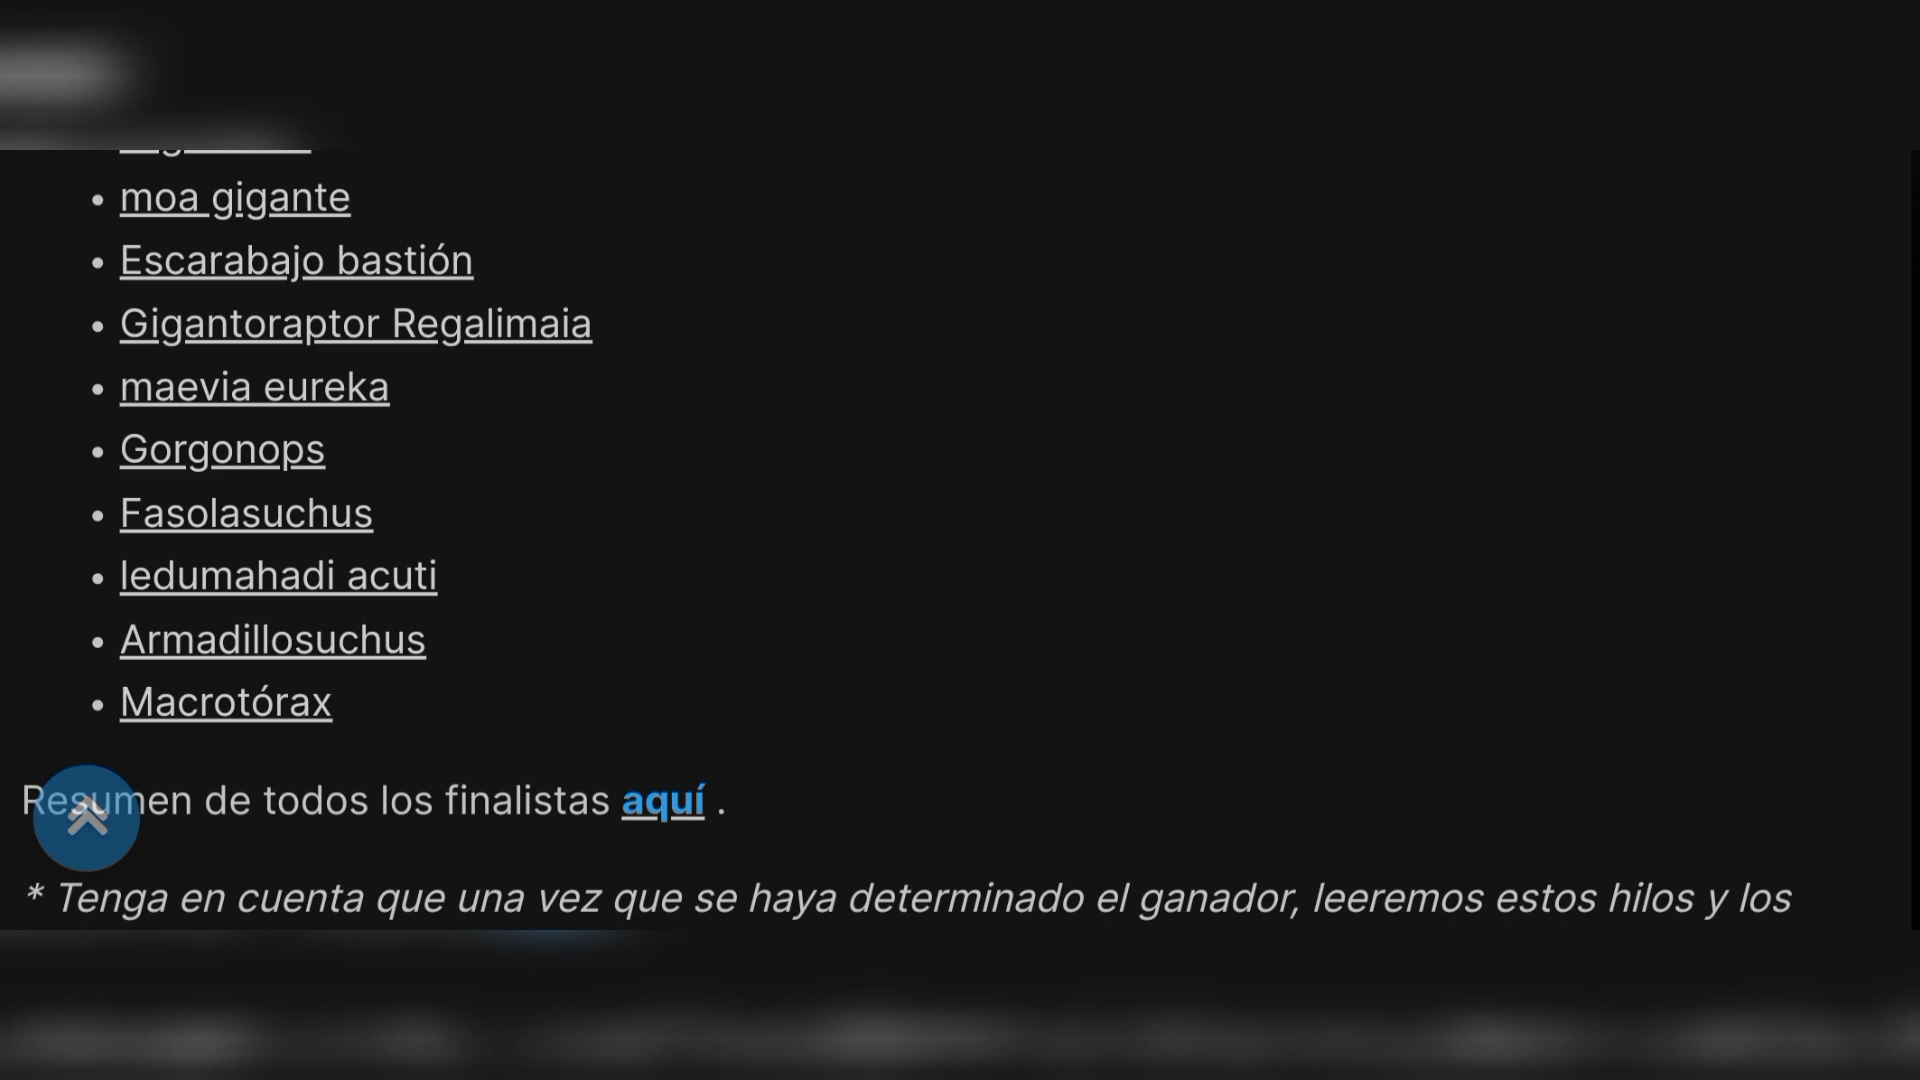 moa gigante
Escarabajo bastión
Gigantoraptor Regalimaia
maevia eureka
Gorgonops
Fasolasuchus
ledumahadi acuti
Armadillosuchus
Macrotórax
Resumen de todos los finalistas aquí .
* Tenga en cuenta que una vez que se haya determinado el ganador, leeremos estos hilos y los